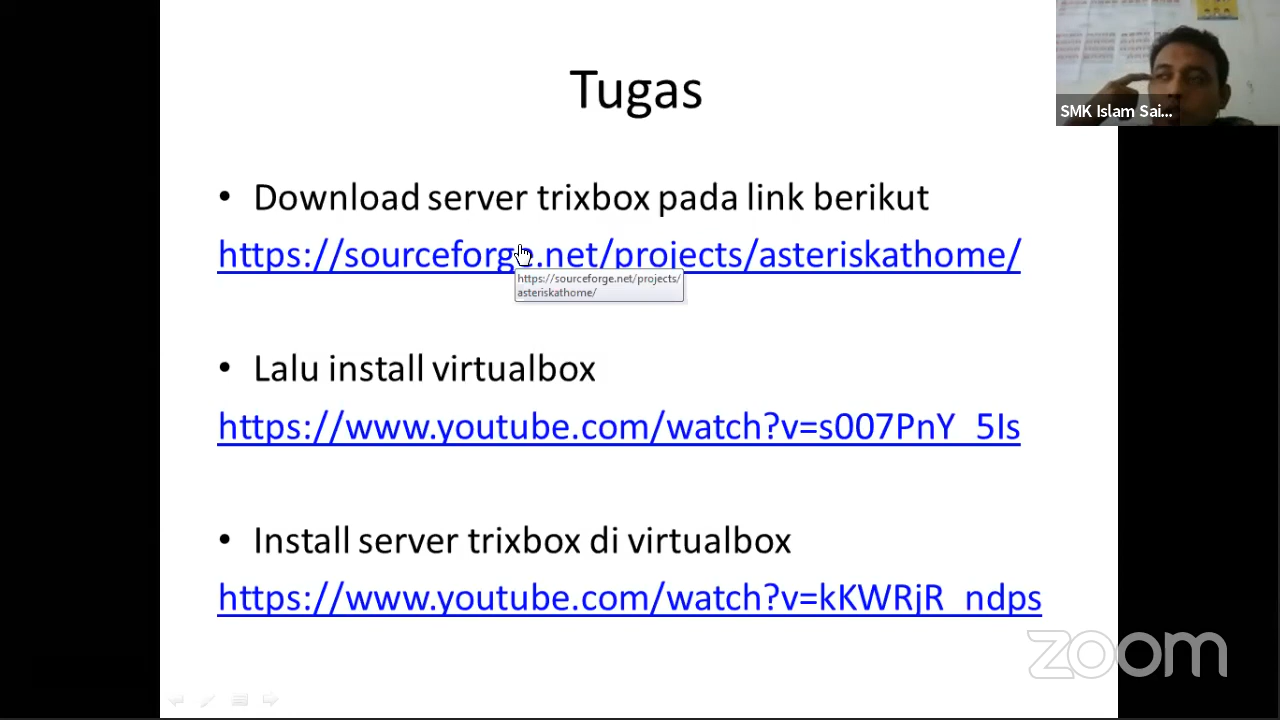 Tugas
SMK Islam Sai...
• Download server trixbox pada link berikut
https://sourceforge.net/projects/asteriskathome/
https://sourceforge.net/projects/
asteriskathome/
• Lalu install virtualbox
https://www.youtube.com/watch?v=s007PnY_5Is
• Install server trixbox di virtualbox
https://www.youtube.com/watch?v=kKWRjR_ndps
zoom